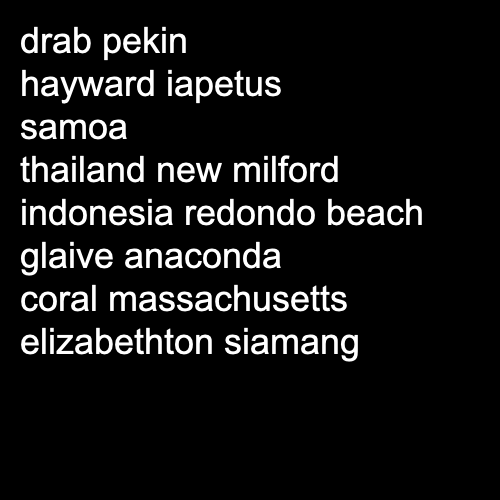 drab pekin
hayward iapetus
samoa
thailand new milford
indonesia redondo beach
glaive anaconda
coral massachusetts
elizabethton siamang